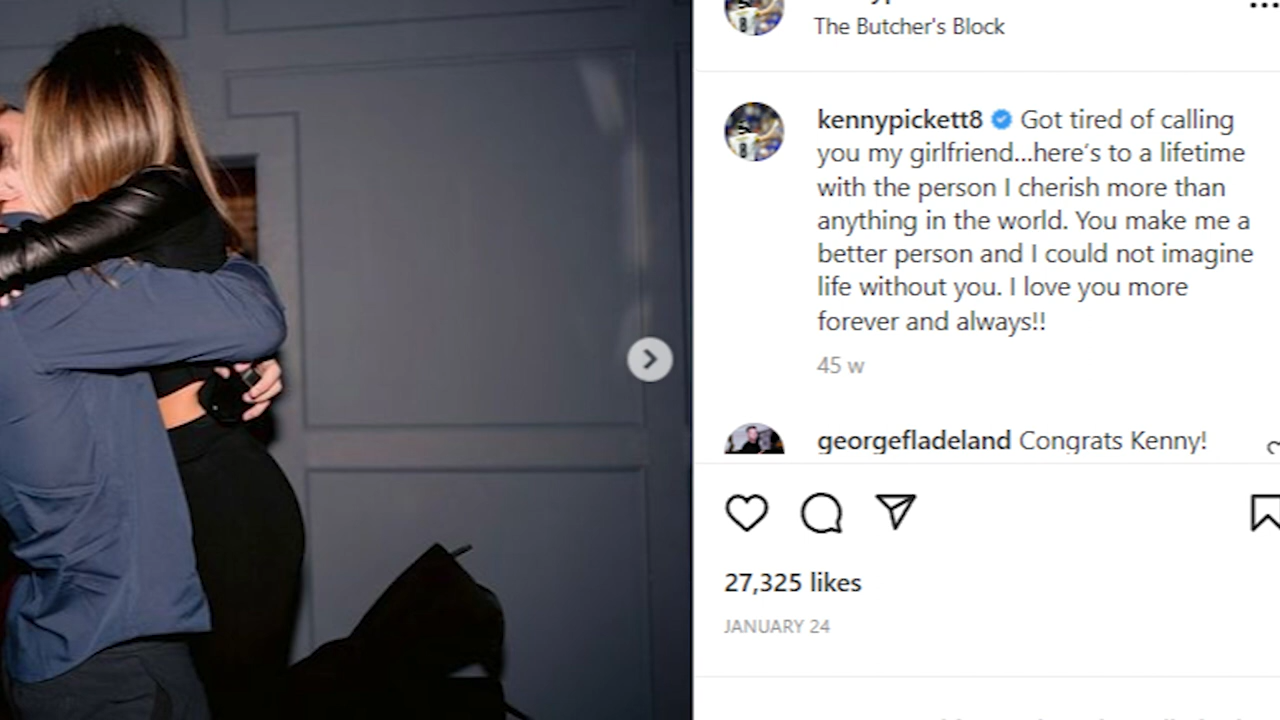 The Butcher's Block
kennypickett8 Got tired of calling
you my girlfriend...here's to a lifetime
with the person I cherish more than
anything in the world. You make me a
better person and I could not imagine
life without you. I love you more
forever and always!!
45 w
georgefladeland Congrats Kenny!
27,325 likes
JANUARY 24